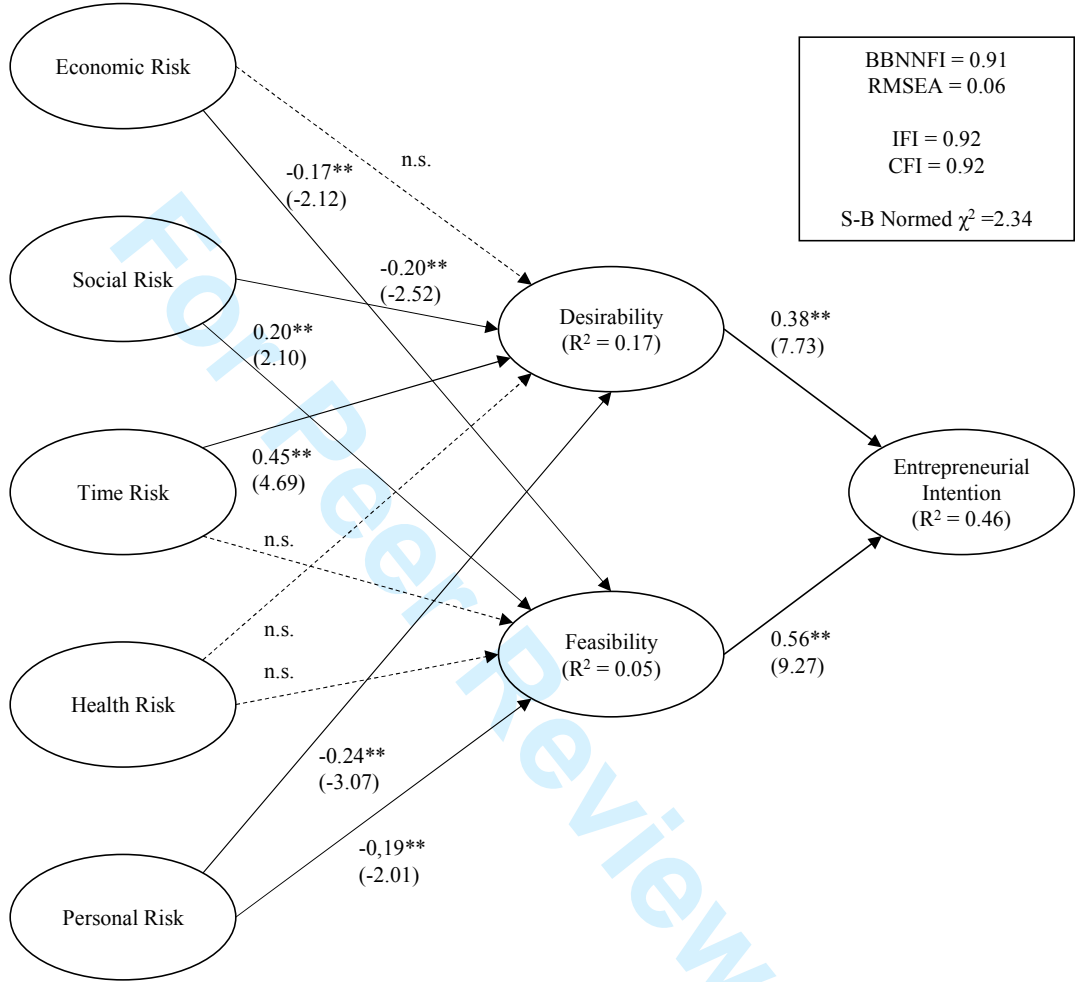 Economic Risk
BBNNFI = 0.91
RMSEA = 0.06
IFI = 0.92
CFI = 0.92
S-B Normed χ² =2.34
n.s.
-0.17**
(-2.12)
Social Risk
-0.20**
(-2.52)
Desirability
(R² = 0.17)
0.38**
(7.73)
0.20**
(2.10)
Time Risk
0.45**
(4.69)
Entrepreneurial
Intention
(R² = 0.46)
n.s.
n.s.
Feasibility
(R² = 0.05)
0.56**
(9.27)
n.s.
Health Risk
-0.24**
(-3.07)
-0,19**
(-2.01)
Personal Risk
For Peer Review